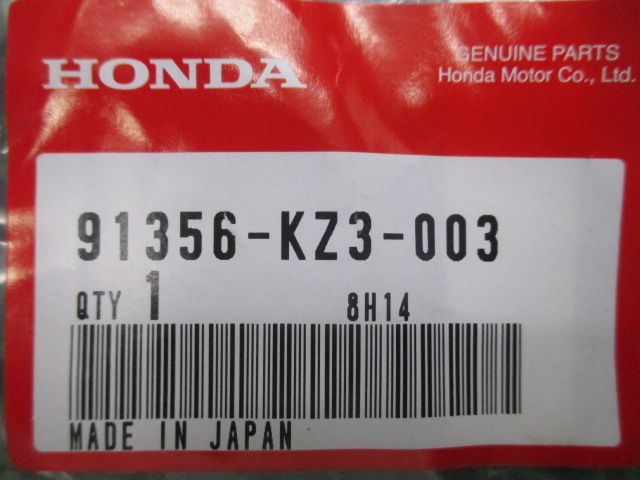 HONDA
GENUINE PARTS
Honda Motor Co., Ltd.
91356-KZ3-003
QTY 1 8H14
MADE IN JAPAN